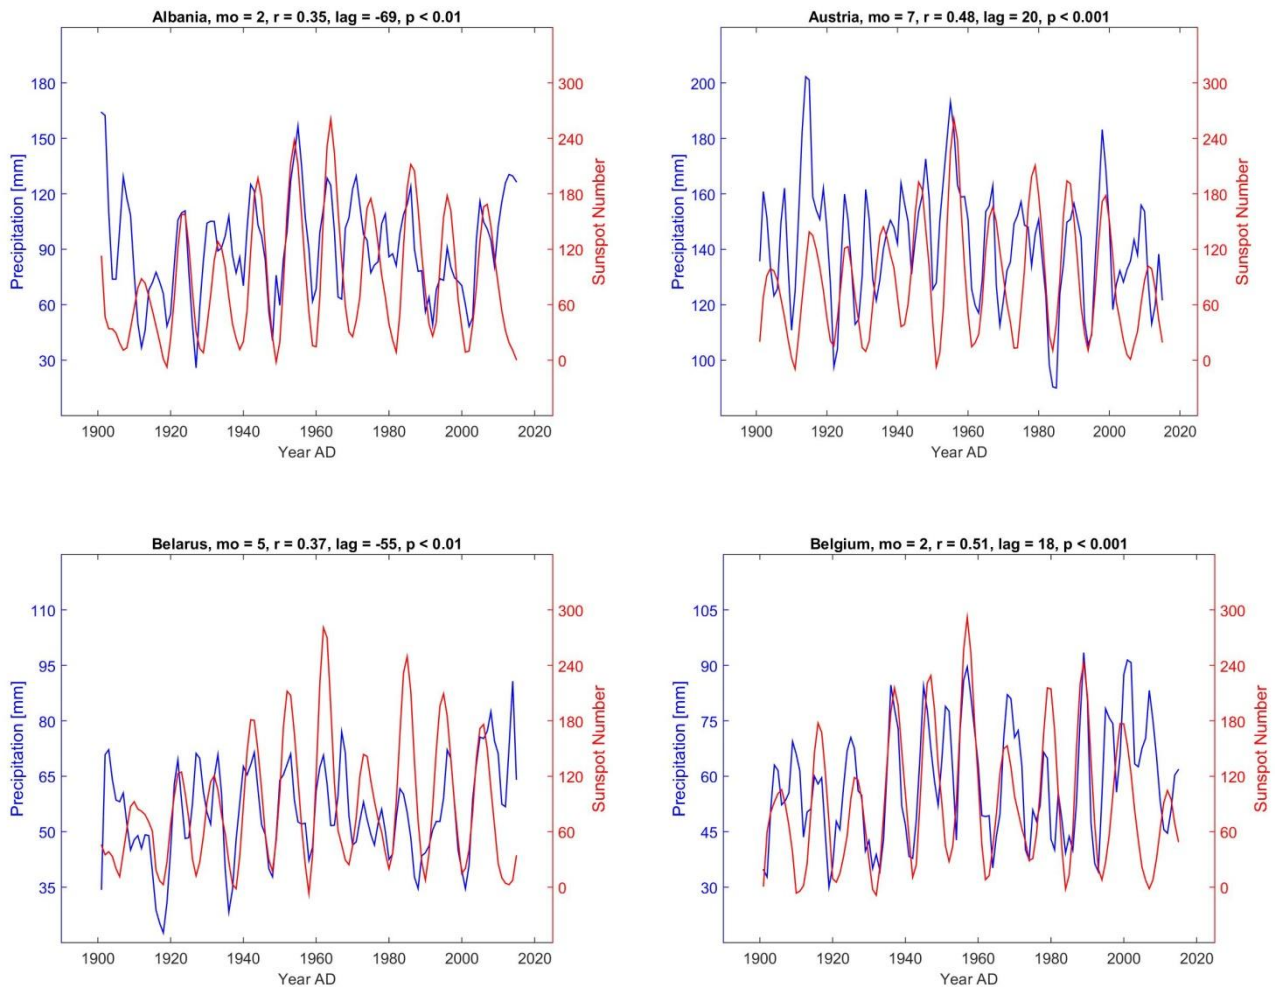 Albania, mo = 2, r = 0.35, lag = -69, p < 0.01
180
150
120
90
60
30
Precipitation [mm]
300
240
180
120
60
0
Sunspot Number
1900 1920 1940 1960 1980 2000 2020
Year AD
Austria, mo = 7, r = 0.48, lag = 20, p < 0.001
200
180
160
140
120
100
Precipitation [mm]
300
240
180
120
60
0
Sunspot Number
1900 1920 1940 1960 1980 2000 2020
Year AD
Belarus, mo = 5, r = 0.37, lag = -55, p < 0.01
110
95
80
65
50
35
Precipitation [mm]
300
240
180
120
60
0
Sunspot Number
1900 1920 1940 1960 1980 2000 2020
Year AD
Belgium, mo = 2, r = 0.51, lag = 18, p < 0.001
105
90
75
60
45
30
Precipitation [mm]
300
240
180
120
60
0
Sunspot Number
1900 1920 1940 1960 1980 2000 2020
Year AD